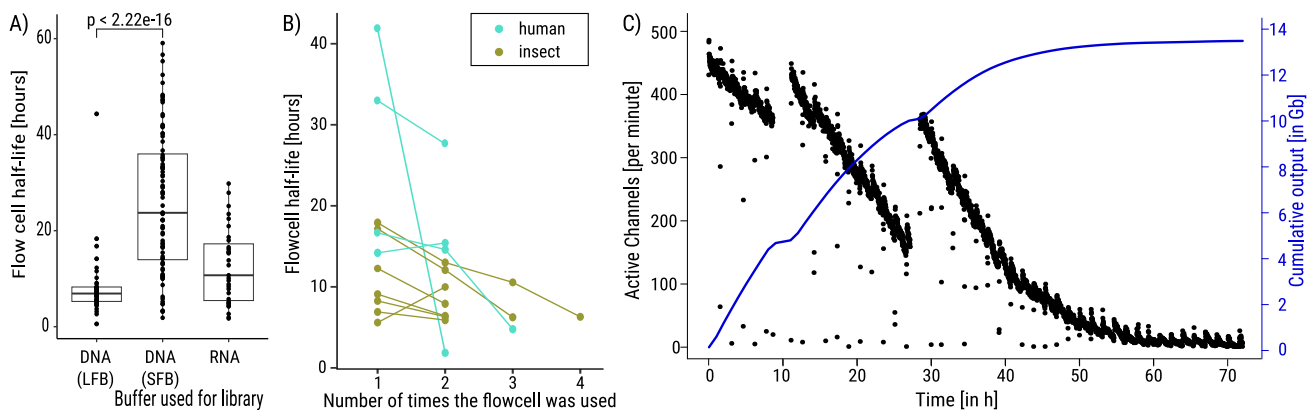 A)
p < 2.22e-16
Flow cell half-life [hours]
60
40
20
0
DNA
(LFB)
DNA
(SFB)
RNA
Buffer used for library
B)
human
insect
Flowcell half-life [hours]
40
30
20
10
0
1 2 3 4
Number of times the flowcell was used
C)
Active Channels [per minute]
500
400
300
200
100
0
0 10 20 30 40 50 60 70
Time [in h]
14
12
10
8
6
4
2
0
Cumulative output [in Gb]